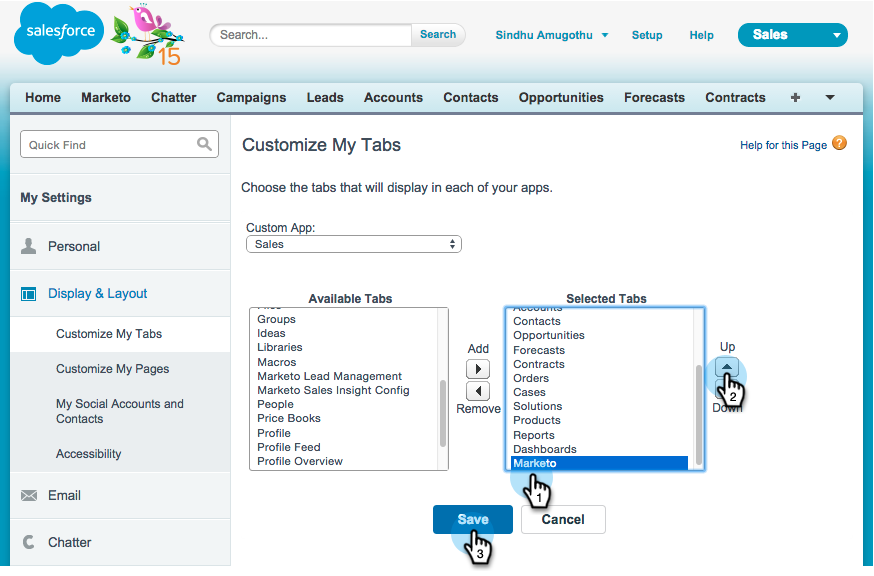 salesforce
15
Search...
Search
Sindhu Amugothu
Setup
Help
Sales
Home
Marketo
Chatter
Campaigns
Leads
Accounts
Contacts
Opportunities
Forecasts
Contracts
+
Quick Find
My Settings
Personal
Display & Layout
Customize My Tabs
Customize My Pages
My Social Accounts and
Contacts
Accessibility
Email
Chatter
Customize My Tabs
Help for this Page ?
Choose the tabs that will display in each of your apps.
Custom App:
Sales
Available Tabs
Groups
Ideas
Libraries
Macros
Marketo Lead Management
Marketo Sales Insight Config
People
Price Books
Profile
Profile Feed
Profile Overview
Add
Remove
Selected Tabs
Accounts
Contacts
Opportunities
Forecasts
Contracts
Orders
Cases
Solutions
Products
Reports
Dashboards
Marketo
Up
2
Down
1
Save
Cancel
3